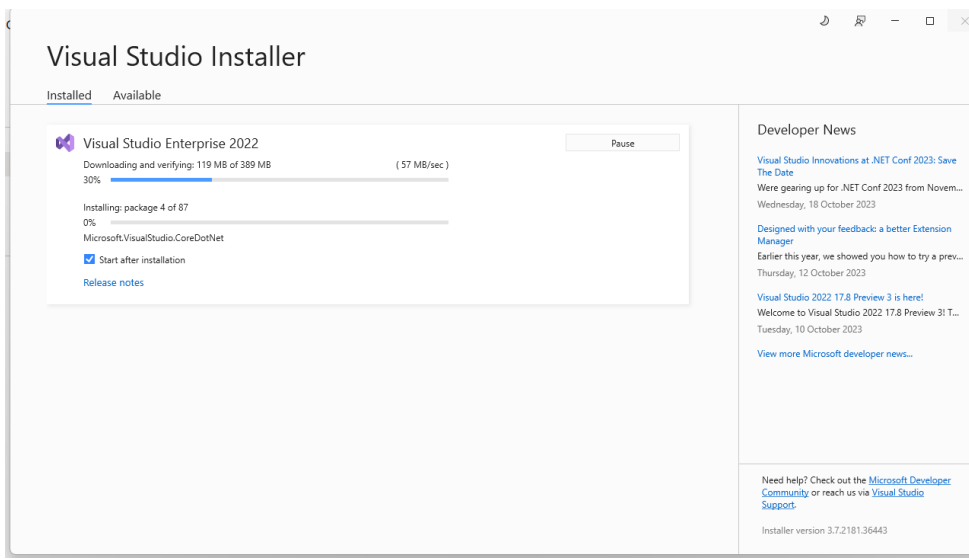 Visual Studio Installer
Installed Available
Visual Studio Enterprise 2022
Pause
Downloading and verifying: 119 MB of 389 MB ( 57 MB/sec )
30%
Installing: package 4 of 87
0%
Microsoft.VisualStudio.CoreDotNet
Start after installation
Release notes
Developer News
Visual Studio Innovations at .NET Conf 2023: Save
The Date
Were gearing up for .NET Conf 2023 from Novem...
Wednesday, 18 October 2023
Designed with your feedback: a better Extension
Manager
Earlier this year, we showed you how to try a prev...
Thursday, 12 October 2023
Visual Studio 2022 17.8 Preview 3 is here!
Welcome to Visual Studio 2022 17.8 Preview 3! T...
Tuesday, 10 October 2023
View more Microsoft developer news...
Need help? Check out the Microsoft Developer
Community or reach us via Visual Studio
Support.
Installer version 3.7.2181.36443